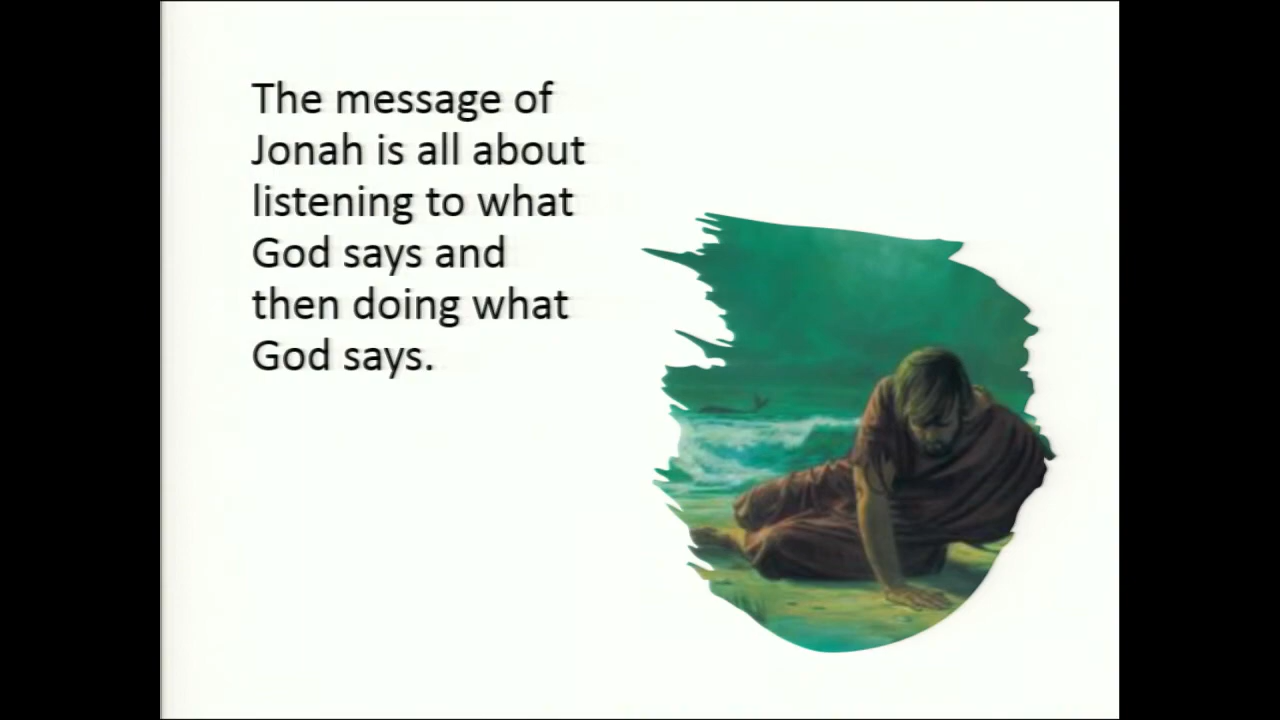 The message of
Jonah is all about
listening to what
God says and
then doing what
God says.